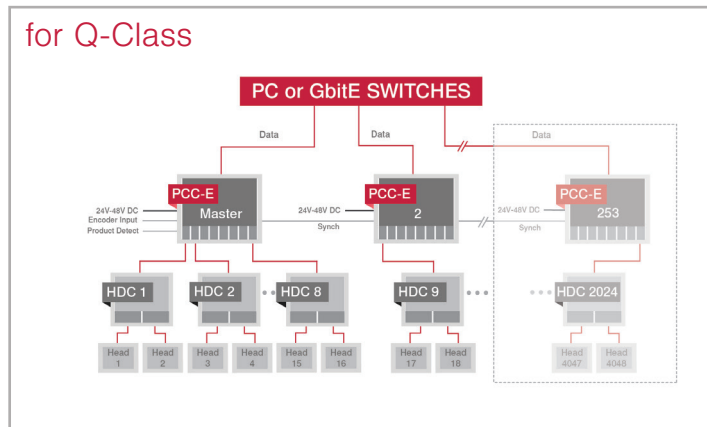 for Q-Class
PC or GbitE SWITCHES
Data
Data
Data
PCC-E
Master
24V-48V DC
Encoder Input
Product Detect
PCC-E
2
24V-48V DC
Synch
PCC-E
253
24V-48V DC
Synch
HDC 1
HDC 2
HDC 8
HDC 9
HDC 2024
Head
1
Head
2
Head
3
Head
4
Head
15
Head
16
Head
17
Head
18
Head
4047
Head
4048